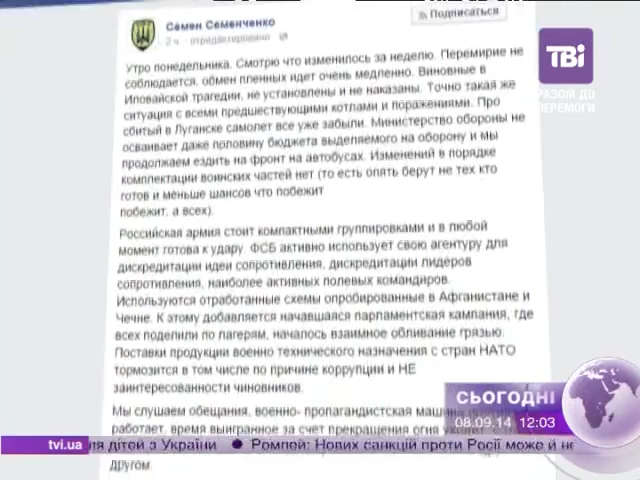 Семен Семенченко
2 ч. отредактировано
Подписаться
ТВі
РАЗОМ ДО
ПЕРЕМОГИ
Утро понедельника. Смотрю что изменилось за неделю. Перемирие не
соблюдается, обмен пленных идет очень медленно. Виновные в
Иловайской трагедии, не установлены и не наказаны. Точно такая же
ситуация с всеми предшествующими котлами и поражениями. Про
сбитый в Луганске самолет все уже забыли. Министерство обороны не
осваивает даже половину бюджета выделяемого на оборону и мы
продолжаем ездить на фронт на автобусах. Изменений в порядке
комплектации воинских частей нет (то есть опять берут не тех кто
готов и меньше шансов что побежит
побежит, а всех).
Российская армия стоит компактными группировками и в любой
момент готова к удару. ФСБ активно использует свою агентуру для
дискредитации идеи сопротивления, дискредитации лидеров
сопротивления, наиболее активных полевых командиров.
Используются отработанные схемы опробированные в Афганистане и
Чечне. К этому добавляется начавшаяся парламентская кампания, где
всех поделили по лагерям, началось взаимное обливание грязью.
Поставки продукции военно технического назначения с стран НАТО
тормозится в том числе по причине коррупции и НЕ
заинтересованости чиновников.
Мы слушаем обещания, военно- пропагандистская машина
работает, время выигранное за счет прекращения огня
другом.
СЬОГОДНІ
08.09.14 12:03
tvi.ua
ля дітей з України ● Ромпей: Нових санкцій проти Росії може й не